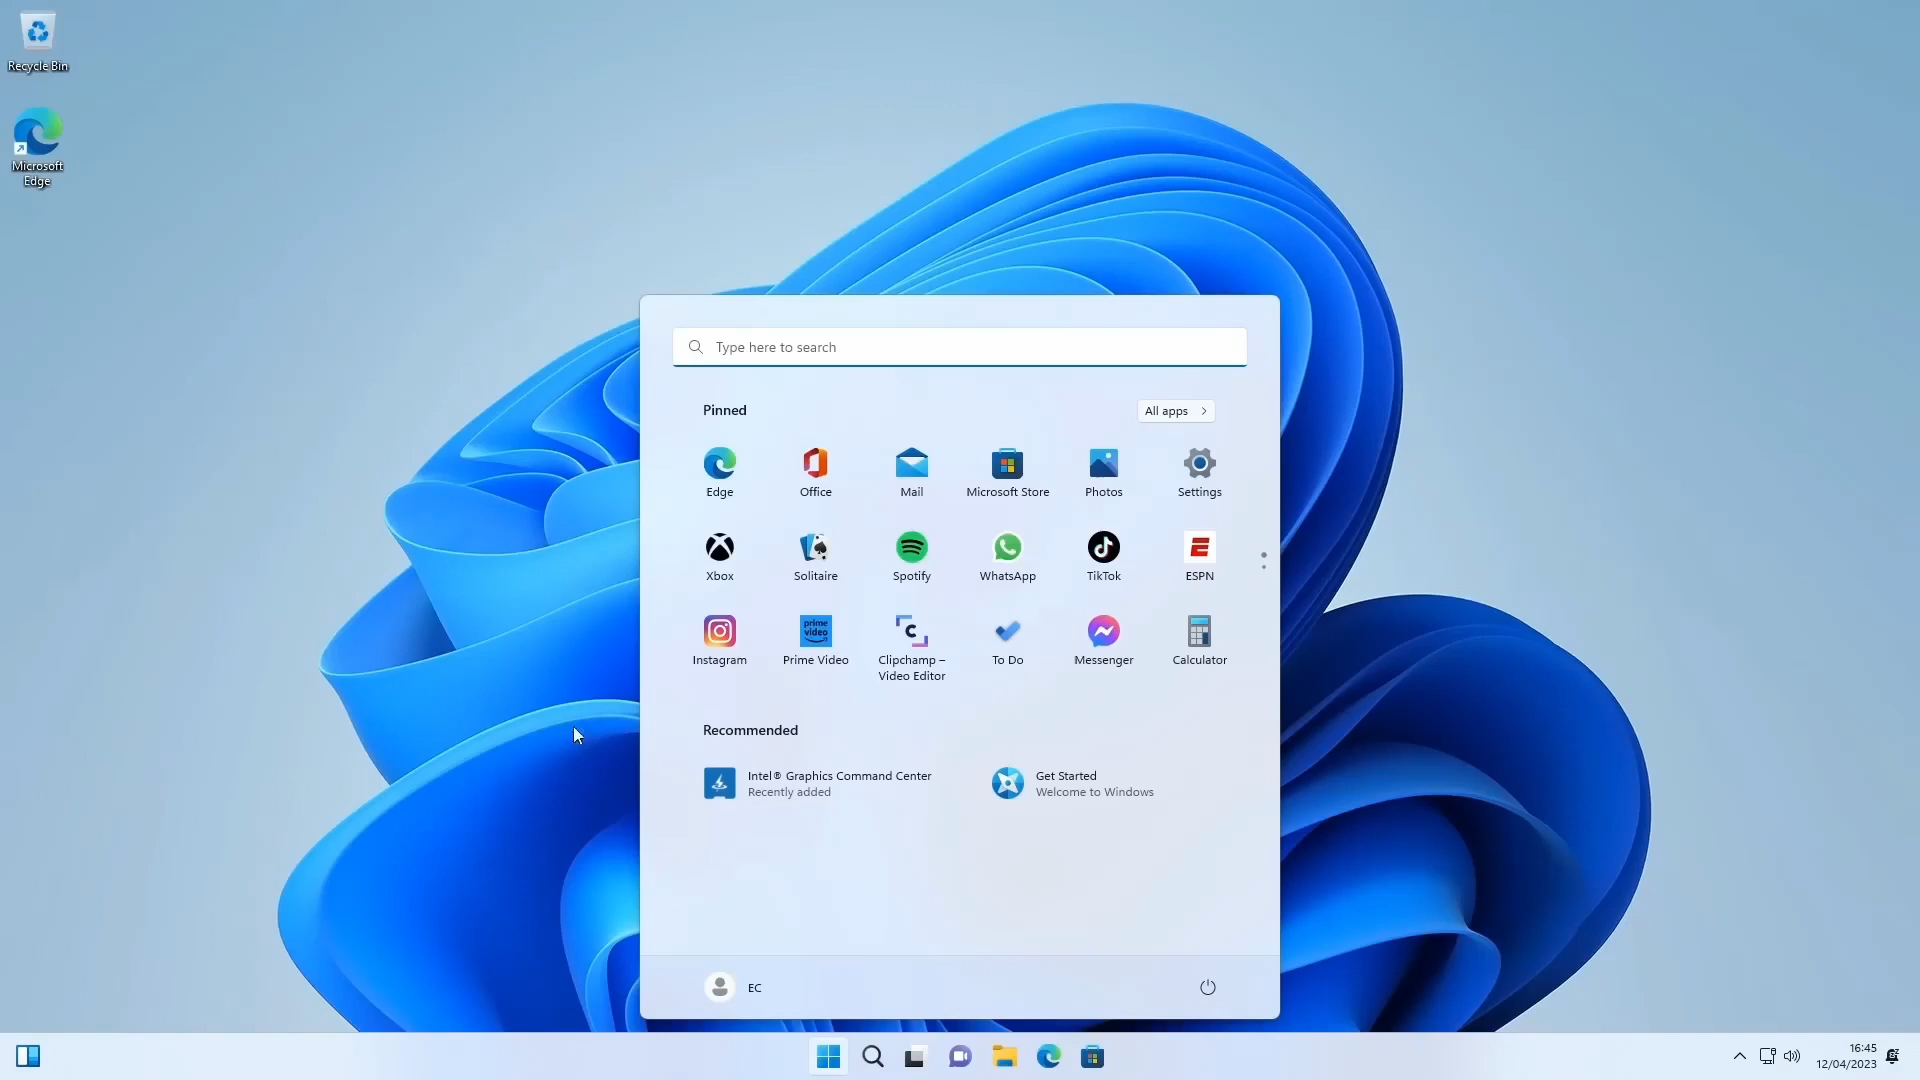 Recycle Bin
Microsoft
Edge
Type here to search
Pinned
All apps
Edge
Office
Mail
Microsoft Store
Photos
Settings
Xbox
Solitaire
Spotify
WhatsApp
TikTok
ESPN
prime
video
Instagram
Prime Video
Clipchamp –
Video Editor
To Do
Messenger
Calculator
Recommended
Intel® Graphics Command Center
Recently added
Get Started
Welcome to Windows
EC
16:45
12/04/2023